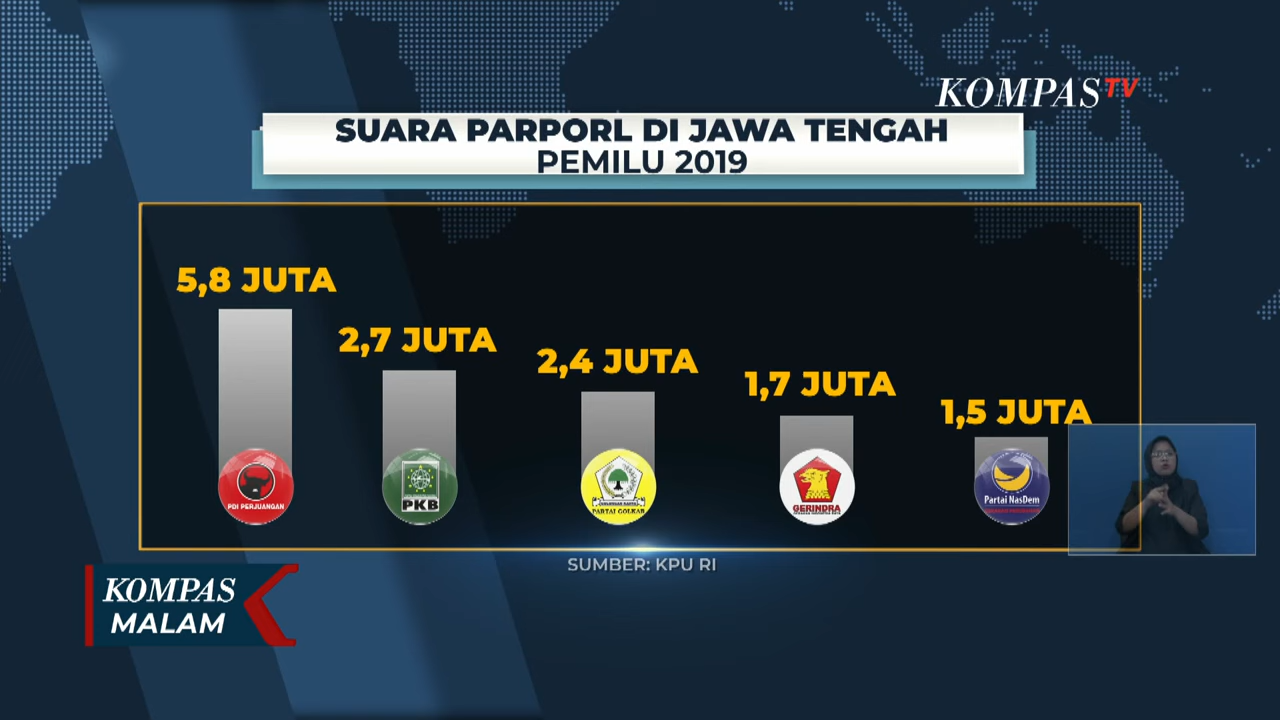 KOMPASTV
SUARA PARPORL DI JAWA TENGAH
PEMILU 2019
5,8 JUTA
2,7 JUTA
2,4 JUTA
1,7 JUTA
1,5 JUTA
PDI PERJUANGAN
PKB
PARTAI GOLKAR
GERINDRA
Partai NasDem
SUMBER: KPU RI
KOMPAS
MALAM